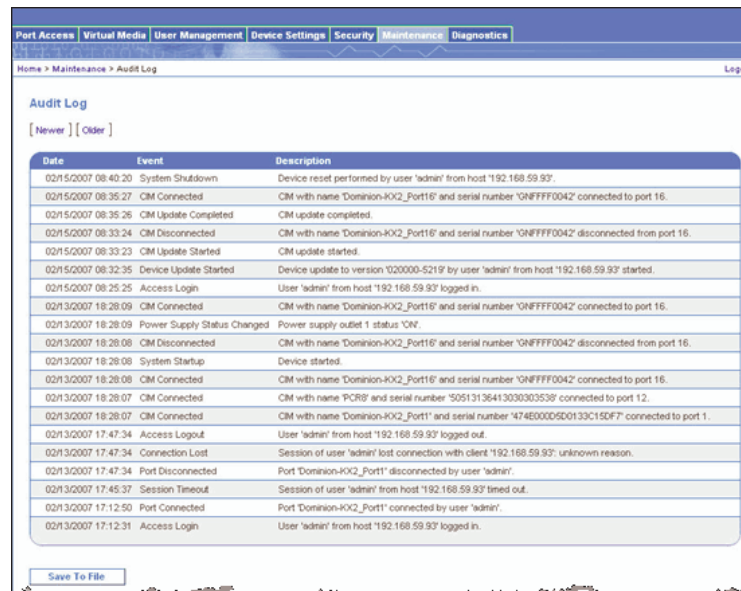 Port Access Virtual Media User Management Device Settings Security Maintenance Diagnostics
Home > Maintenance > Audit Log Log
Audit Log
[ Newer ] [ Older ]
Date Event Description
02/15/2007 08:40:20 System Shutdown Device reset performed by user 'admin' from host '192.168.59.93'.
02/15/2007 08:35:27 CIM Connected CIM with name 'Dominion-KX2_Port16' and serial number 'GNFFFF0042' connected to port 16.
02/15/2007 08:35:26 CIM Update Completed CIM update completed.
02/15/2007 08:33:24 CIM Disconnected CIM with name 'Dominion-KX2_Port16' and serial number 'GNFFFF0042' disconnected from port 16.
02/15/2007 08:33:23 CIM Update Started CIM update started.
02/15/2007 08:32:35 Device Update Started Device update to version '020000-5219' by user 'admin' from host '192.168.59.93' started.
02/15/2007 08:25:25 Access Login User 'admin' from host '192.168.59.93' logged in.
02/13/2007 18:28:09 CIM Connected CIM with name 'Dominion-KX2_Port16' and serial number 'GNFFFF0042' connected to port 16.
02/13/2007 18:28:09 Power Supply Status Changed Power supply outlet 1 status 'ON'.
02/13/2007 18:28:08 CIM Disconnected CIM with name 'Dominion-KX2_Port16' and serial number 'GNFFFF0042' disconnected from port 16.
02/13/2007 18:28:08 System Startup Device started.
02/13/2007 18:28:08 CIM Connected CIM with name 'Dominion-KX2_Port16' and serial number 'GNFFFF0042' connected to port 16.
02/13/2007 18:28:07 CIM Connected CIM with name 'PCR8' and serial number '50513136413030303538' connected to port 12.
02/13/2007 18:28:07 CIM Connected CIM with name 'Dominion-KX2_Port1' and serial number '474E000D5D0133C15DF7' connected to port 1.
02/13/2007 17:47:34 Access Logout User 'admin' from host '192.168.59.93' logged out.
02/13/2007 17:47:34 Connection Lost Session of user 'admin' lost connection with client '192.168.59.93': unknown reason.
02/13/2007 17:47:34 Port Disconnected Port 'Dominion-KX2_Port1' disconnected by user 'admin'.
02/13/2007 17:45:37 Session Timeout Session of user 'admin' from host '192.168.59.93' timed out.
02/13/2007 17:12:50 Port Connected Port 'Dominion-KX2_Port1' connected by user 'admin'.
02/13/2007 17:12:31 Access Login User 'admin' from host '192.168.59.93' logged in.
Save To File